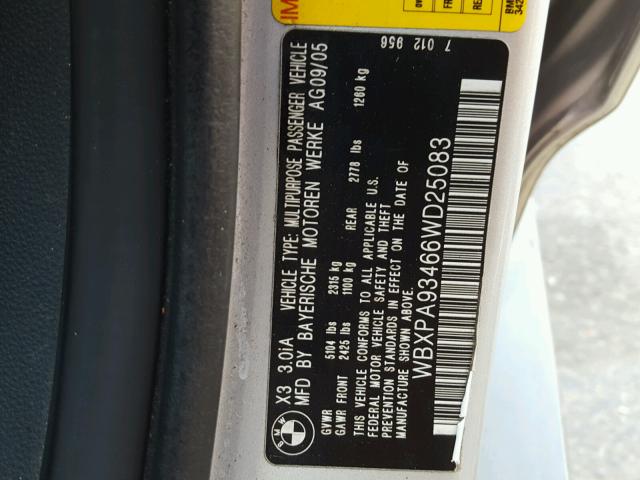 BMW
X3 3.0iA VEHICLE TYPE: MULTIPURPOSE PASSENGER VEHICLE
MFD BY BAYERISCHE MOTOREN WERKE AG 09/05
GVWR 5104 lbs 2315 kg
GAWR FRONT 2425 lbs 1100 kg REAR 2778 lbs 1260 kg
THIS VEHICLE CONFORMS TO ALL APPLICABLE U.S.
FEDERAL MOTOR VEHICLE SAFETY AND THEFT
PREVENTION STANDARDS IN EFFECT ON THE DATE OF
MANUFACTURE SHOWN ABOVE.
WBXPA93466WD25083
7 012 956